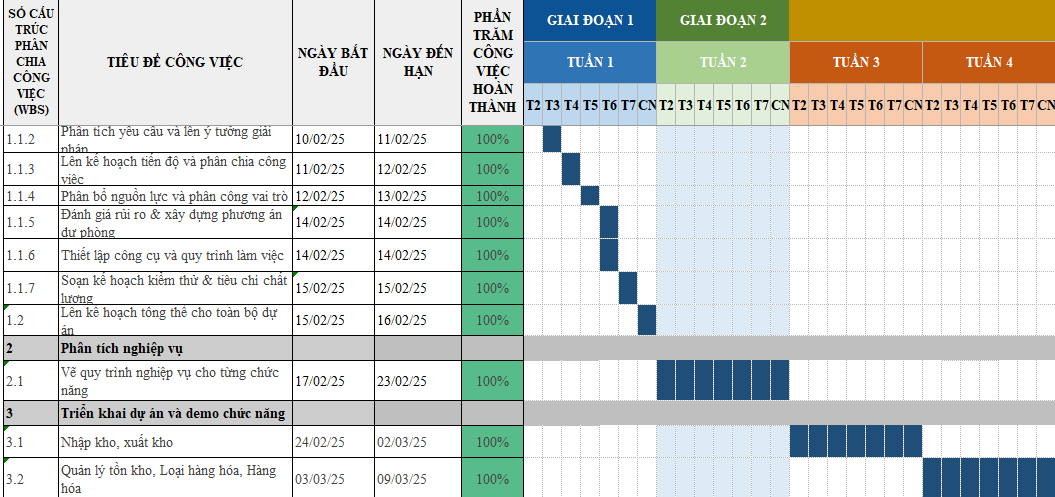 SỐ CẤU
TRÚC
PHÂN
CHIA
CÔNG
VIỆC
(WBS)
TIÊU ĐỀ CÔNG VIỆC
NGÀY BẮT
ĐẦU
NGÀY ĐẾN
HẠN
PHẦN
TRĂM
CÔNG
VIỆC
HOÀN
THÀNH
GIAI ĐOẠN 1
GIAI ĐOẠN 2
TUẦN 1
TUẦN 2
TUẦN 3
TUẦN 4
T2 T3 T4 T5 T6 T7 CN T2 T3 T4 T5 T6 T7 CN T2 T3 T4 T5 T6 T7 CN T2 T3 T4 T5 T6 T7 CN
1.1.2
Phân tích yêu cầu và lên ý tưởng giải
pháp
10/02/25
11/02/25
100%
1.1.3
Lên kế hoạch tiến độ và phân chia công
việc
11/02/25
12/02/25
100%
1.1.4
Phân bổ nguồn lực và phân công vai trò
12/02/25
13/02/25
100%
1.1.5
Đánh giá rủi ro & xây dựng phương án
dự phòng
14/02/25
14/02/25
100%
1.1.6
Thiết lập công cụ và quy trình làm việc
14/02/25
14/02/25
100%
1.1.7
Soạn kế hoạch kiểm thử & tiêu chí chất
lượng
15/02/25
15/02/25
100%
1.2
Lên kế hoạch tổng thể cho toàn bộ dự
án
15/02/25
16/02/25
100%
2
Phân tích nghiệp vụ
2.1
Vẽ quy trình nghiệp vụ cho từng chức
năng
17/02/25
23/02/25
100%
3
Triển khai dự án và demo chức năng
3.1
Nhập kho, xuất kho
24/02/25
02/03/25
100%
3.2
Quản lý tồn kho, Loại hàng hóa, Hàng
hóa
03/03/25
09/03/25
100%